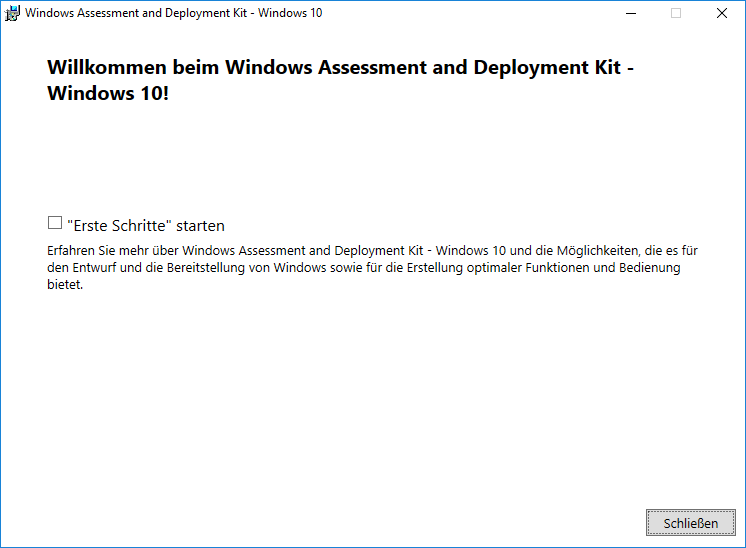 Windows Assessment and Deployment Kit - Windows 10
Willkommen beim Windows Assessment and Deployment Kit -
Windows 10!
"Erste Schritte" starten
Erfahren Sie mehr über Windows Assessment and Deployment Kit - Windows 10 und die Möglichkeiten, die es für
den Entwurf und die Bereitstellung von Windows sowie für die Erstellung optimaler Funktionen und Bedienung
bietet.
Schließen